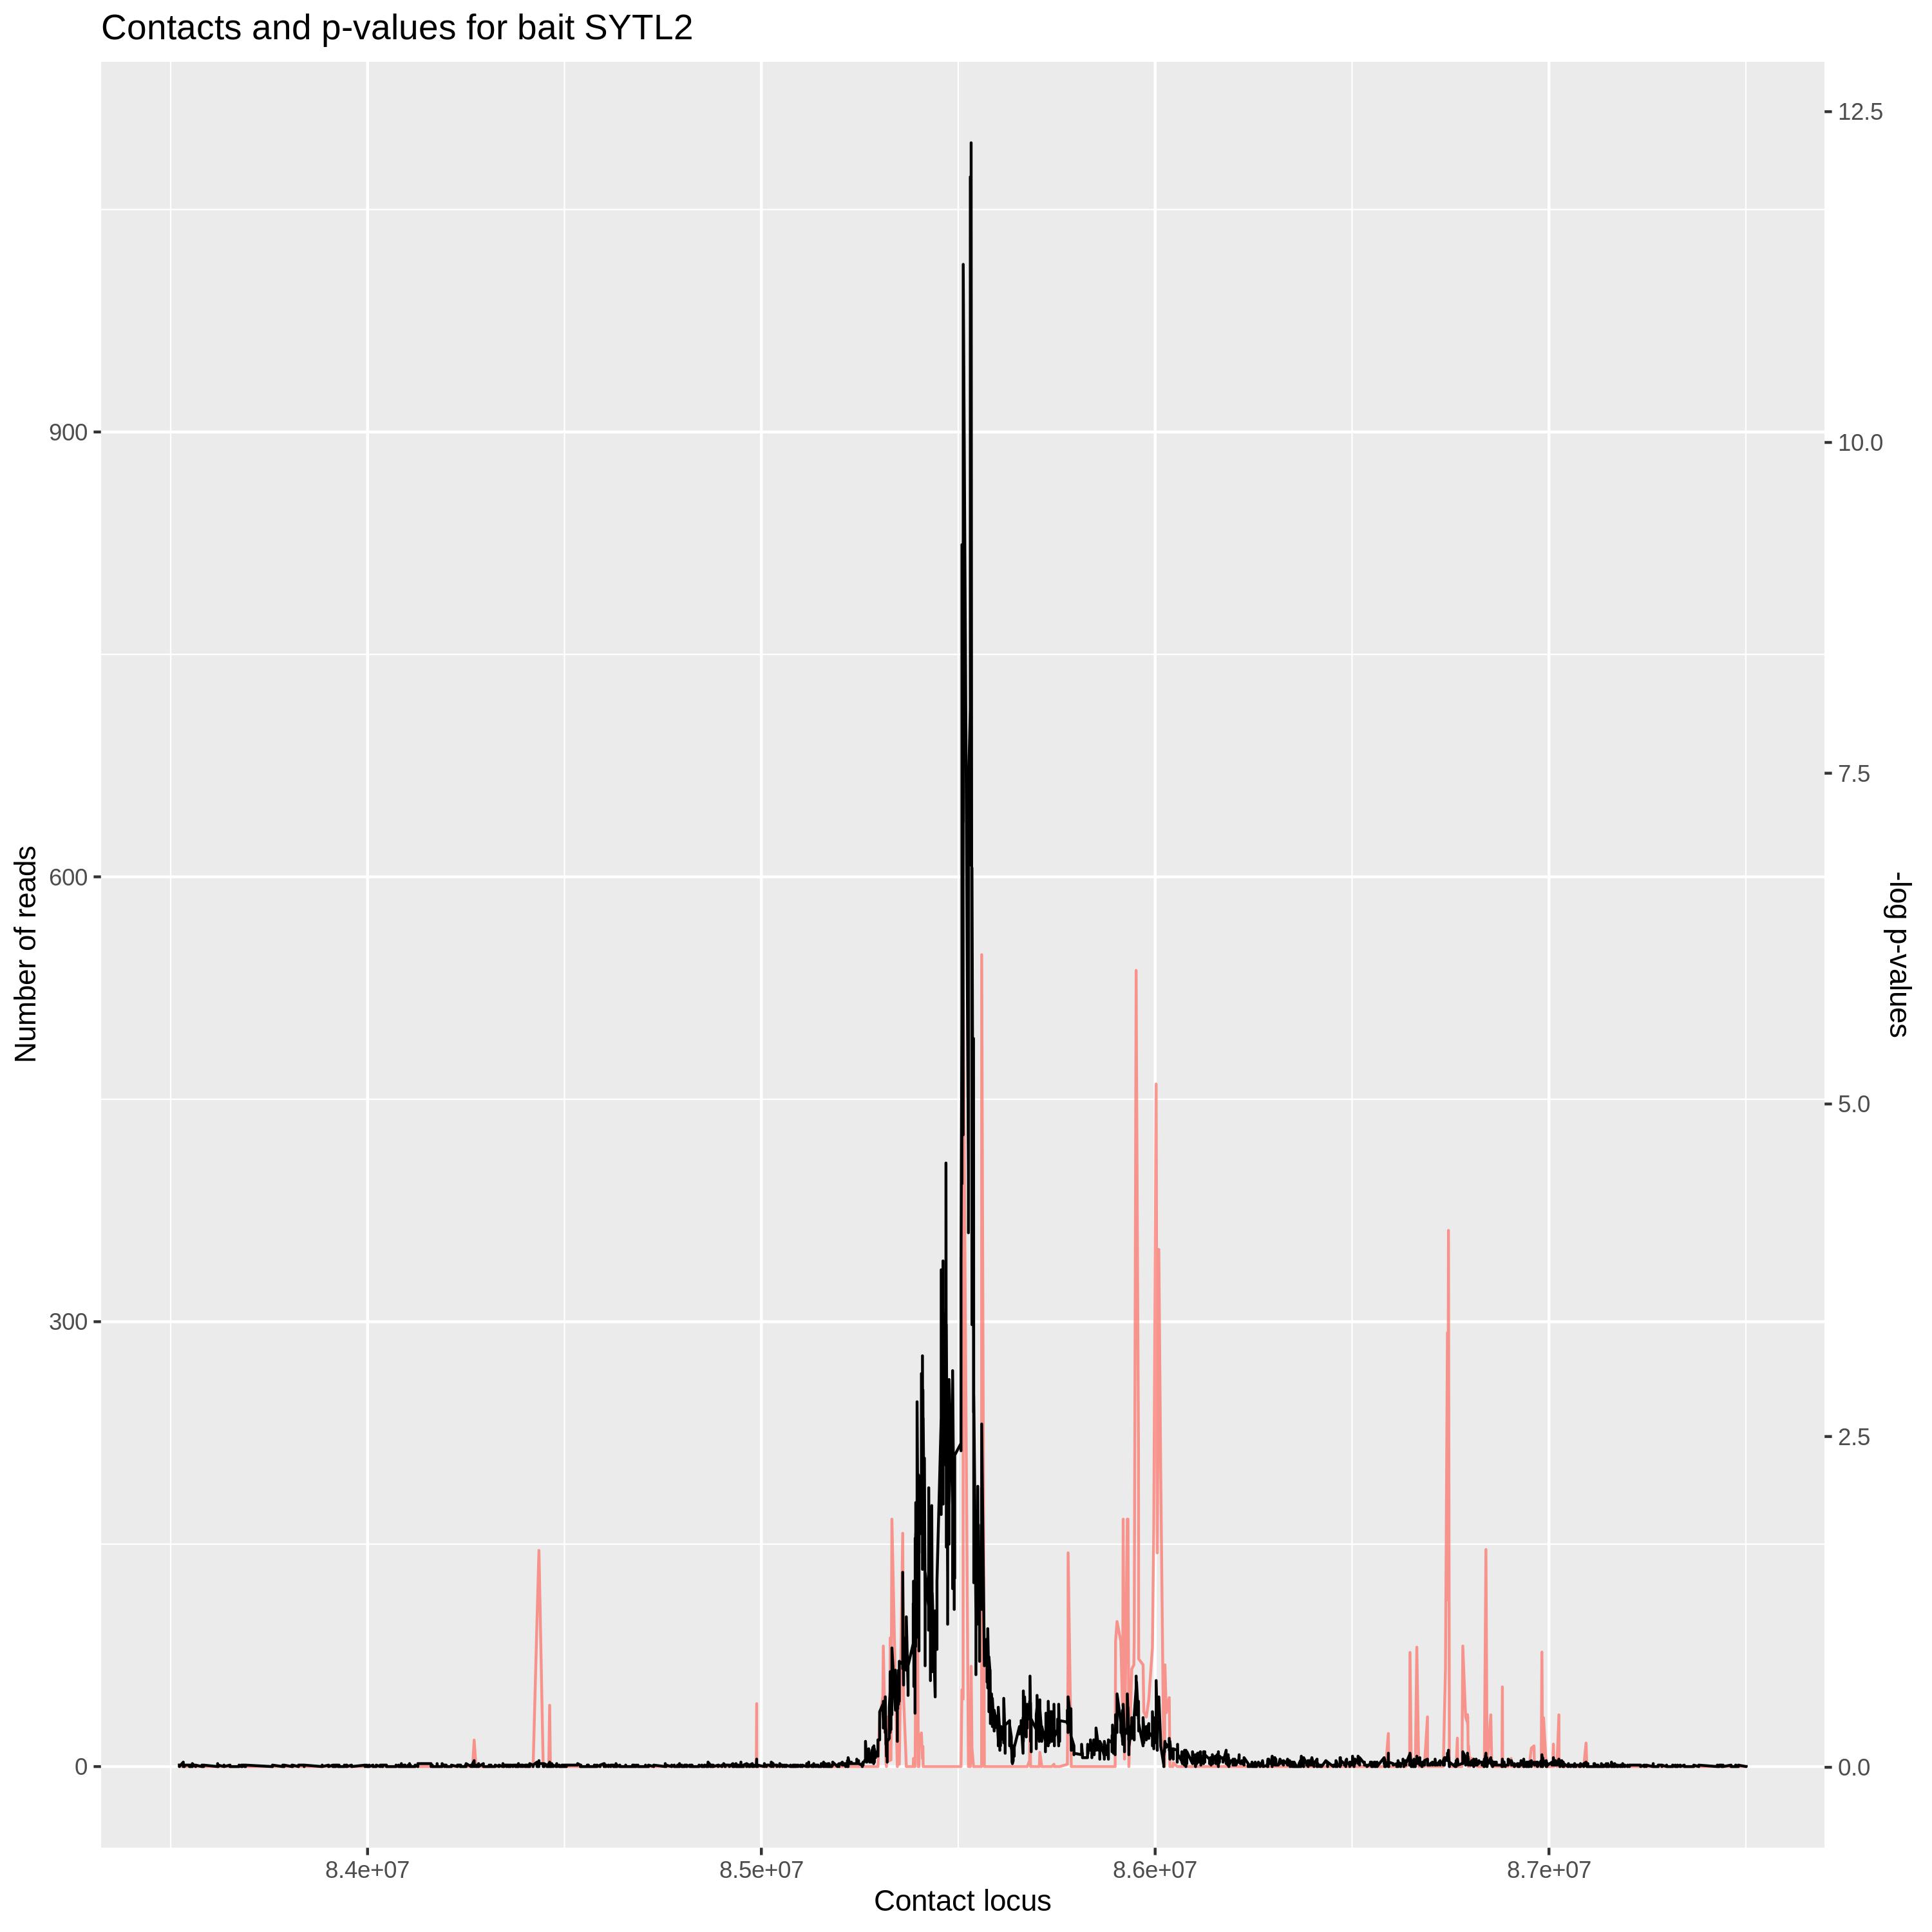 Contacts and p-values for bait SYTL2
12.5
900
10.0
7.5
600
Number of reads
-log p-values
5.0
300
2.5
0
0.0
8.4e+07
8.5e+07
8.6e+07
8.7e+07
Contact locus